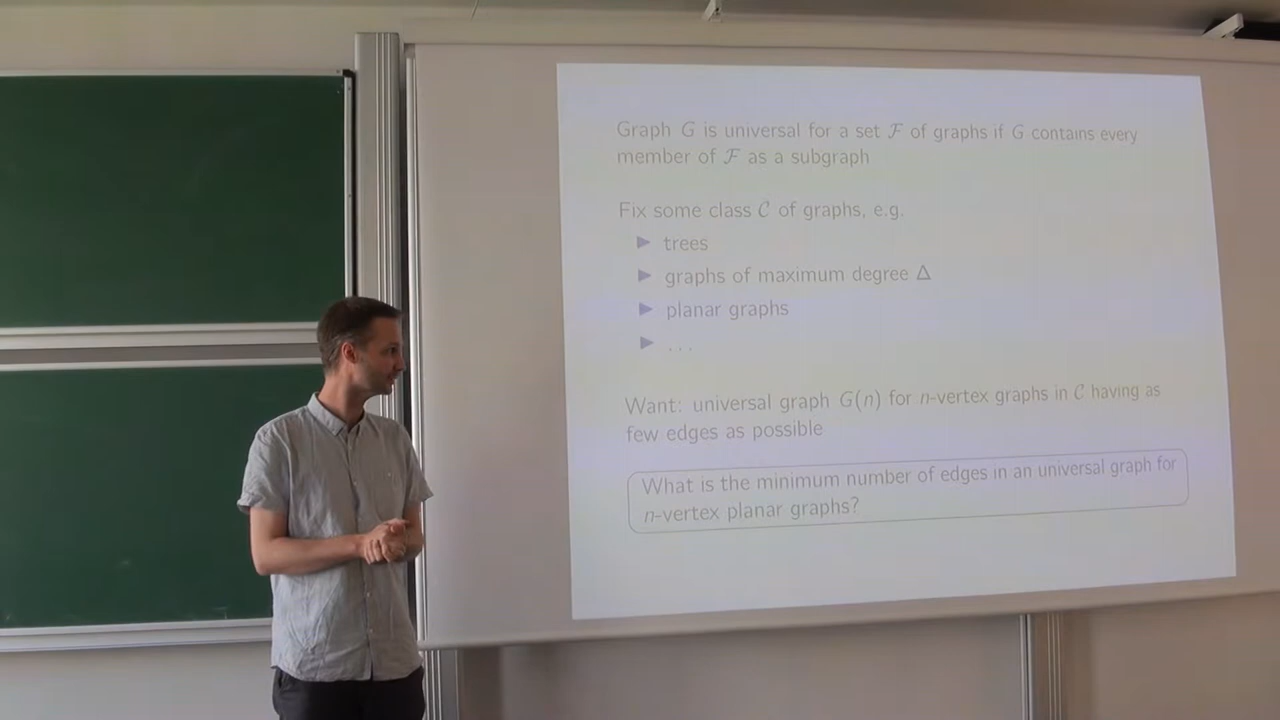 Graph G is universal for a set ℱ of graphs if G contains every
member of ℱ as a subgraph
Fix some class 𝒞 of graphs, e.g.
▶ trees
▶ graphs of maximum degree Δ
▶ planar graphs
▶ ...
Want: universal graph G(n) for n-vertex graphs in 𝒞 having as
few edges as possible
What is the minimum number of edges in an universal graph for
n-vertex planar graphs?